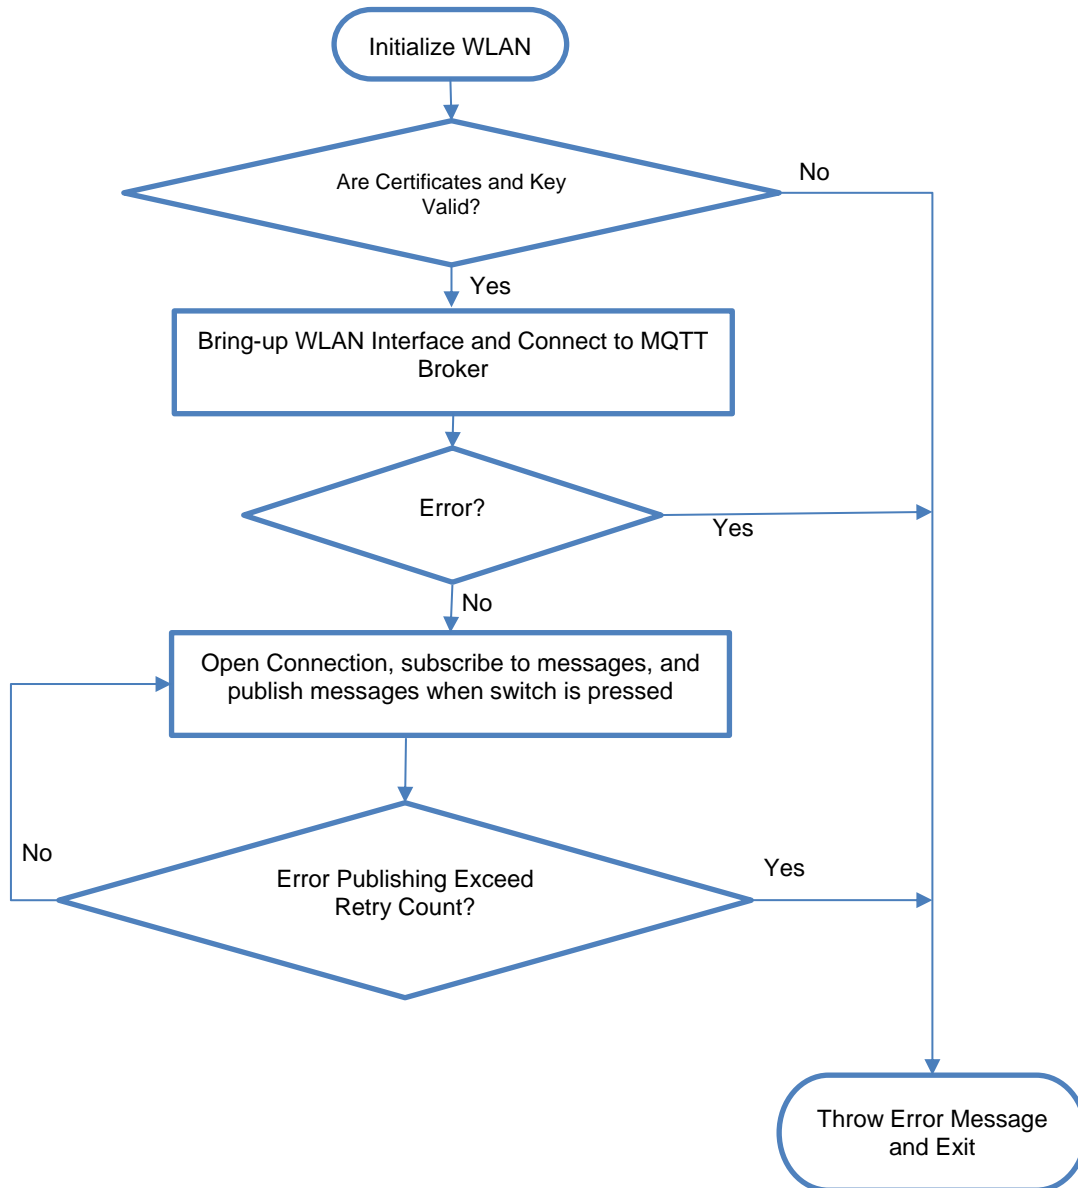 Initialize WLAN
Are Certificates and Key
Valid?
No
Yes
Bring-up WLAN Interface and Connect to MQTT
Broker
Error?
Yes
No
Open Connection, subscribe to messages, and
publish messages when switch is pressed
No
Error Publishing Exceed
Retry Count?
Yes
Throw Error Message
and Exit